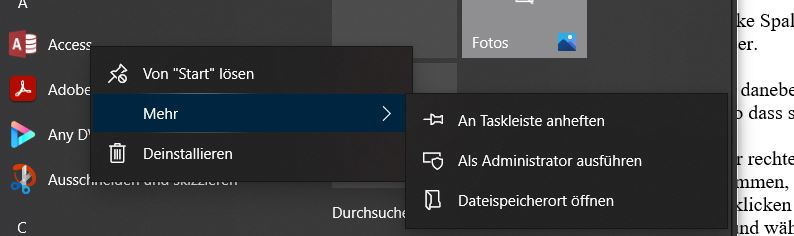 A
Access
Adobe
Any DV
Ausschneiden und skizzieren
C
Von "Start" lösen
Mehr
Deinstallieren
An Taskleiste anheften
Als Administrator ausführen
Dateispeicherort öffnen
Fotos
Durchsuche
ke Spal
er.
danebe
o dass s
r rechte
mmen,
klicken
und wäh